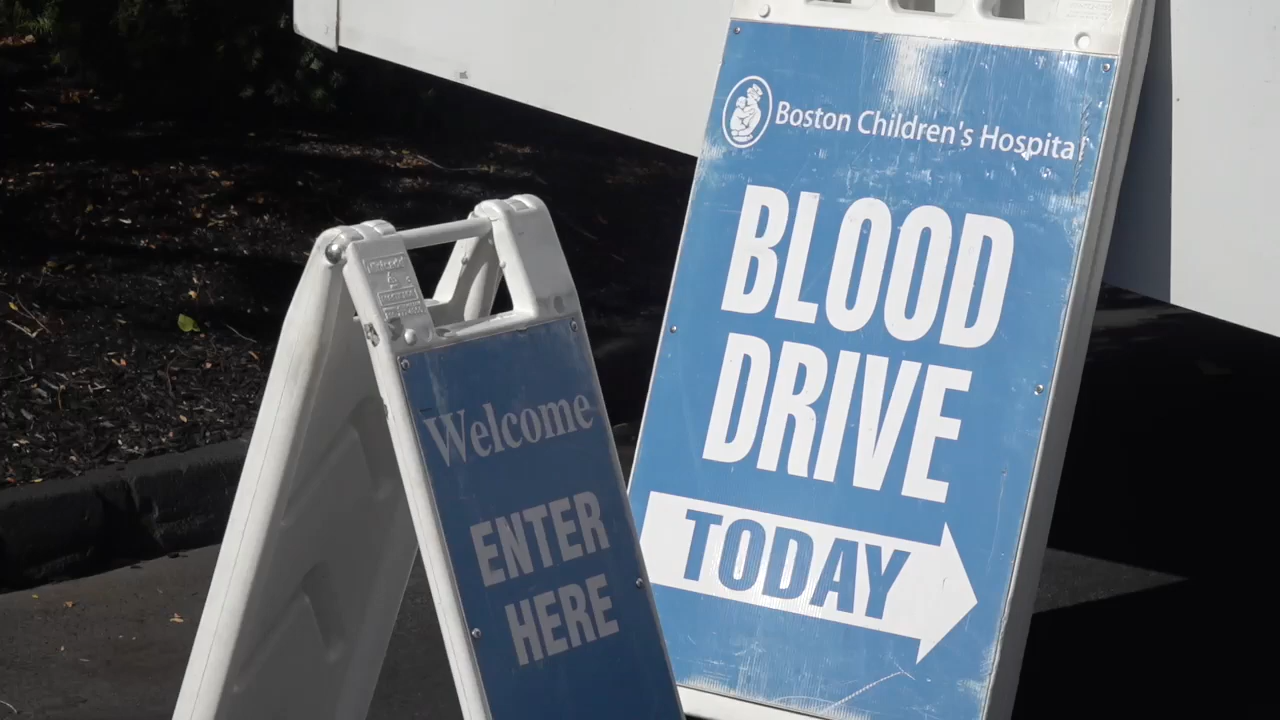 Boston Children's Hospital
BLOOD
DRIVE
TODAY
Welcome
ENTER
HERE